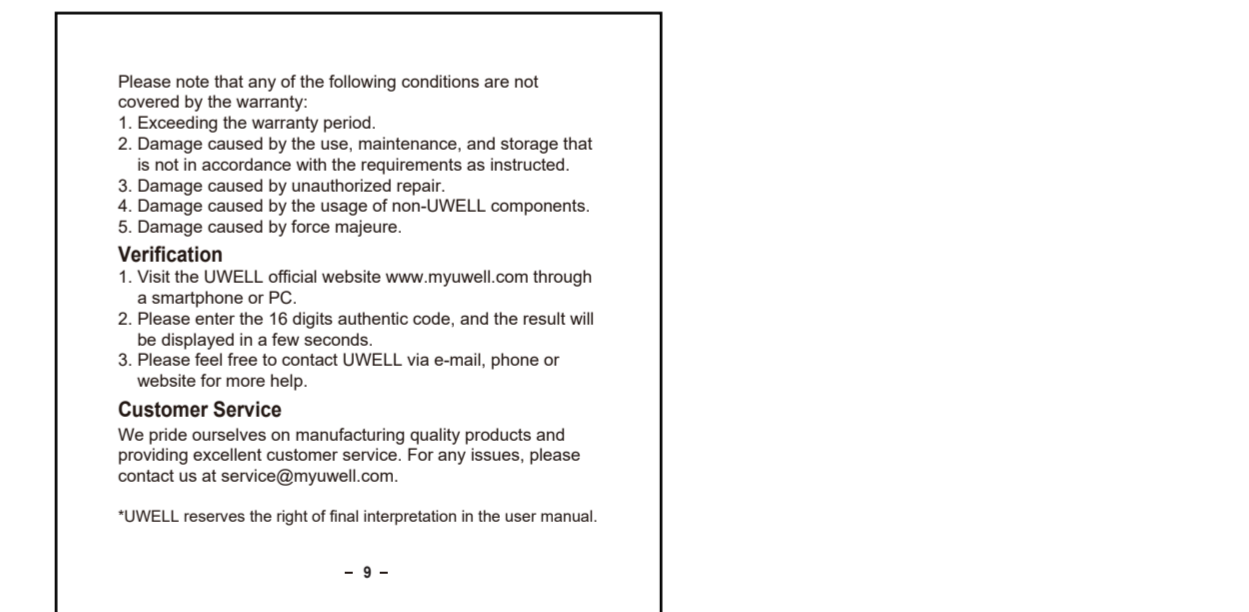 Please note that any of the following conditions are not
covered by the warranty:
1. Exceeding the warranty period.
2. Damage caused by the use, maintenance, and storage that
is not in accordance with the requirements as instructed.
3. Damage caused by unauthorized repair.
4. Damage caused by the usage of non-UWELL components.
5. Damage caused by force majeure.
Verification
1. Visit the UWELL official website www.myuwell.com through
a smartphone or PC.
2. Please enter the 16 digits authentic code, and the result will
be displayed in a few seconds.
3. Please feel free to contact UWELL via e-mail, phone or
website for more help.
Customer Service
We pride ourselves on manufacturing quality products and
providing excellent customer service. For any issues, please
contact us at service@myuwell.com.
*UWELL reserves the right of final interpretation in the user manual.
– 9 –